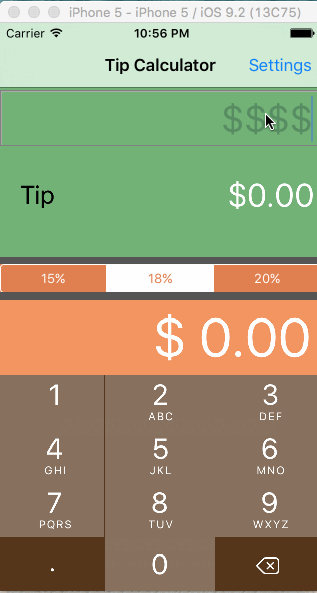 iPhone 5 - iPhone 5 / iOS 9.2 (13C75)
Carrier 10:56 PM
Tip Calculator Settings
$$$$
Tip $0.00
15% 18% 20%
$ 0.00
1 2 3
ABC DEF
4 5 6
GHI JKL MNO
7 8 9
PQRS TUV WXYZ
. 0